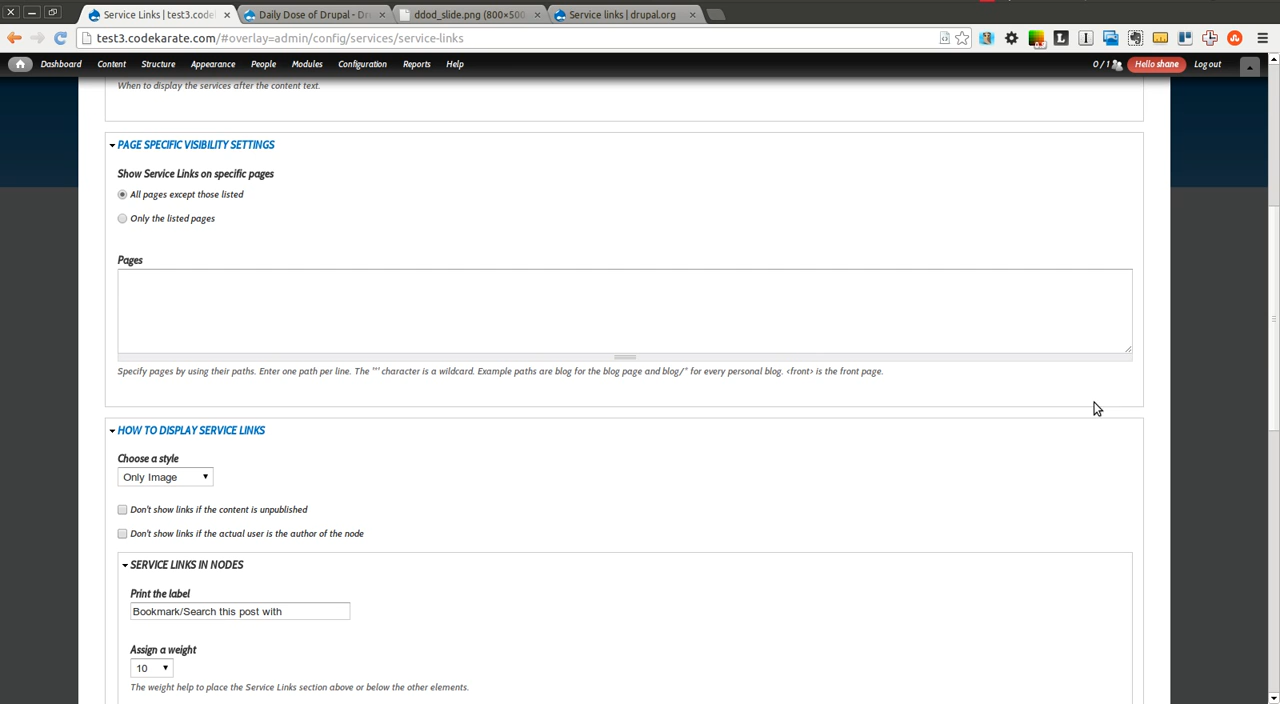 Service Links | test3.code
Daily Dose of Drupal - Dr
ddod_slide.png (800×500
Service links | drupal.org
test3.codekarate.com/#overlay=admin/config/services/service-links
Dashboard Content Structure Appearance People Modules Configuration Reports Help 0 / 1 Hello shane Log out
When to display the services after the content text.
PAGE SPECIFIC VISIBILITY SETTINGS
Show Service Links on specific pages
All pages except those listed
Only the listed pages
Pages
Specify pages by using their paths. Enter one path per line. The '*' character is a wildcard. Example paths are blog for the blog page and blog/* for every personal blog. <front> is the front page.
HOW TO DISPLAY SERVICE LINKS
Choose a style
Only Image
Don't show links if the content is unpublished
Don't show links if the actual user is the author of the node
SERVICE LINKS IN NODES
Print the label
Bookmark/Search this post with
Assign a weight
10
The weight help to place the Service Links section above or below the other elements.